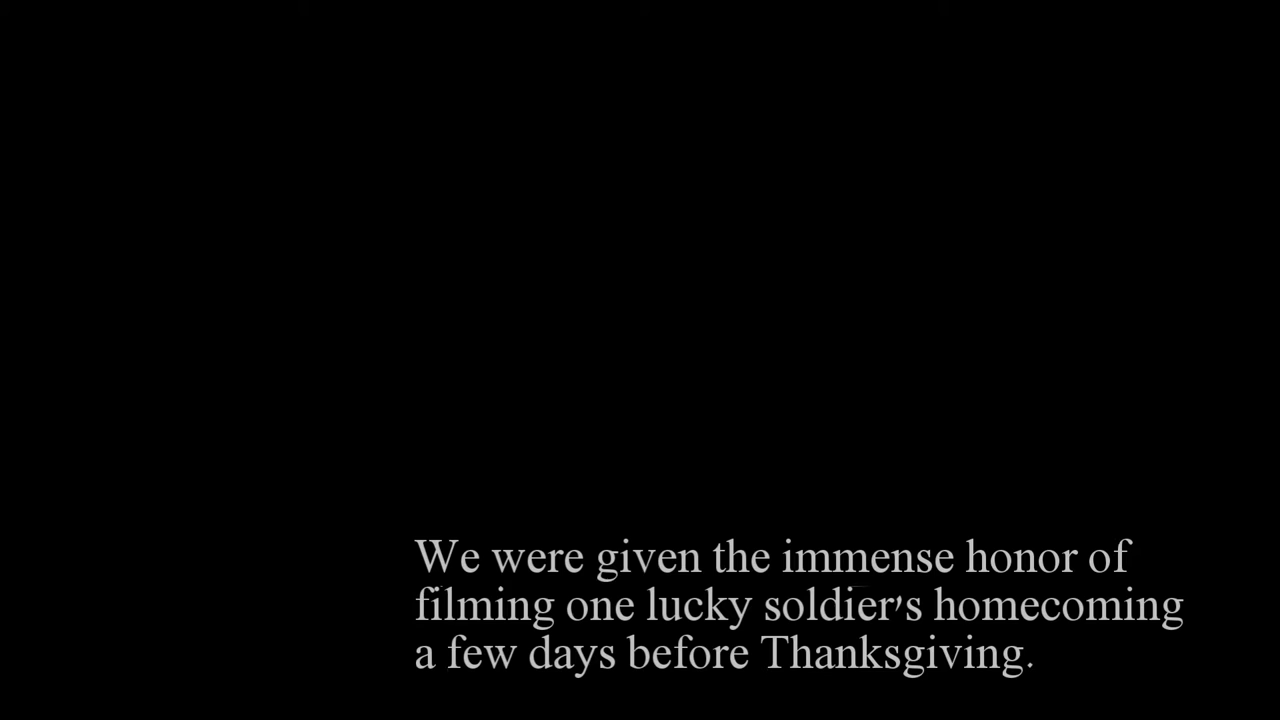 We were given the immense honor of
filming one lucky soldier's homecoming
a few days before Thanksgiving.